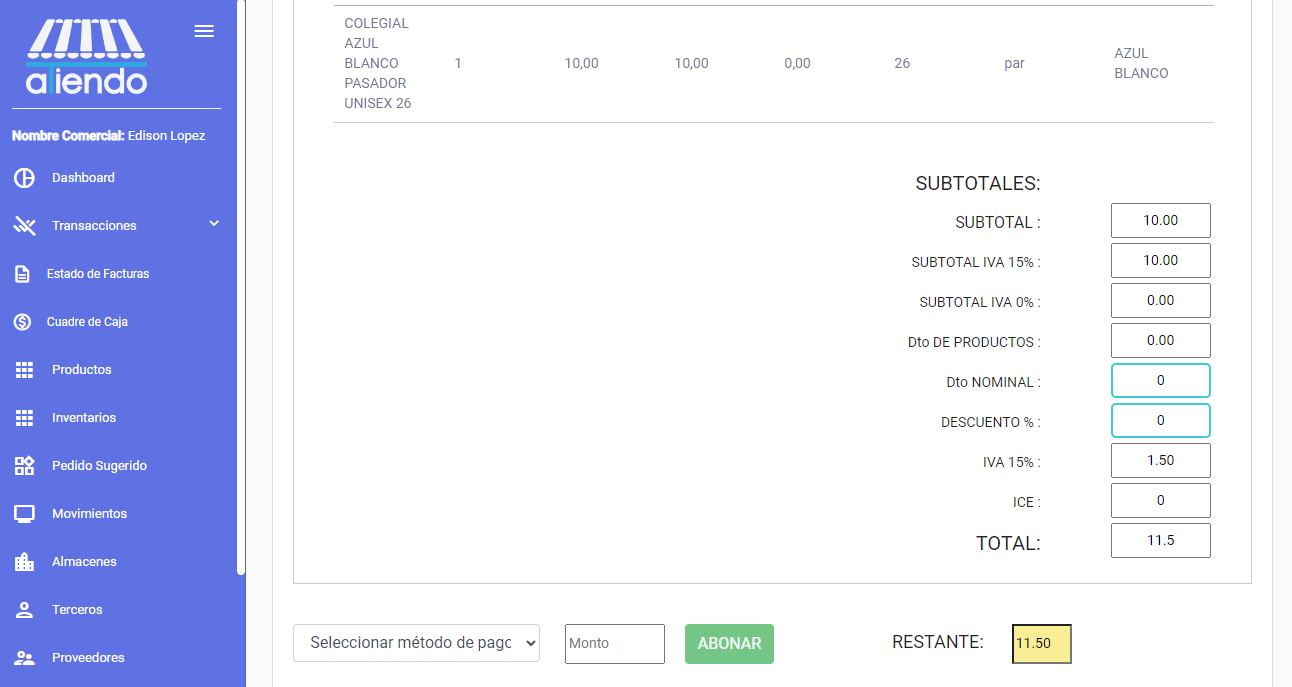 aTiendo
Nombre Comercial: Edison Lopez
Dashboard
Transacciones
Estado de Facturas
Cuadre de Caja
Productos
Inventarios
Pedido Sugerido
Movimientos
Almacenes
Terceros
Proveedores
COLEGIAL
AZUL
BLANCO
PASADOR
UNISEX 26
1
10,00
10,00
0,00
26
par
AZUL
BLANCO
SUBTOTALES:
SUBTOTAL : 10.00
SUBTOTAL IVA 15% : 10.00
SUBTOTAL IVA 0% : 0.00
Dto DE PRODUCTOS : 0.00
Dto NOMINAL : 0
DESCUENTO % : 0
IVA 15% : 1.50
ICE : 0
TOTAL: 11.5
Seleccionar método de pago Monto ABONAR RESTANTE: 11.50